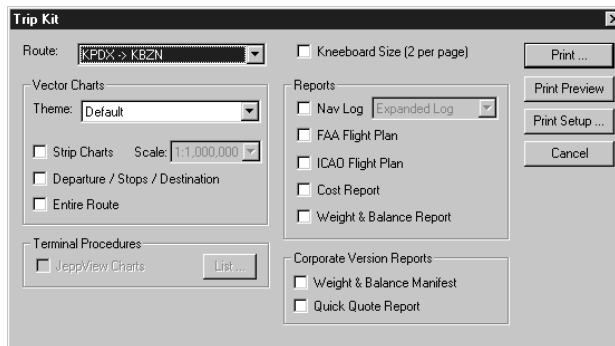 Trip Kit
Route: KPDX -> KBZN
Kneeboard Size (2 per page)
Print ...
Print Preview
Print Setup ...
Cancel
Vector Charts
Theme: Default
Strip Charts Scale: 1:1,000,000
Departure / Stops / Destination
Entire Route
Terminal Procedures
JeppView Charts List ...
Reports
Nav Log Expanded Log
FAA Flight Plan
ICAO Flight Plan
Cost Report
Weight & Balance Report
Corporate Version Reports
Weight & Balance Manifest
Quick Quote Report